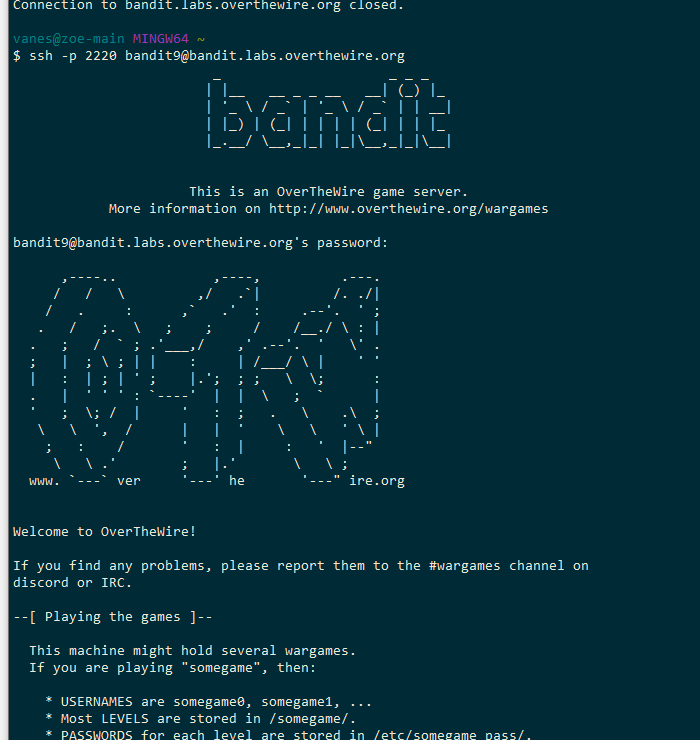 Connection to bandit.labs.overthewire.org closed.
vanes@zoe-main MINGW64 ~
$ ssh -p 2220 bandit9@bandit.labs.overthewire.org
bandit
This is an OverTheWire game server.
More information on http://www.overthewire.org/wargames
bandit9@bandit.labs.overthewire.org's password:
www. ver he ire.org
Welcome to OverTheWire!
If you find any problems, please report them to the #wargames channel on
discord or IRC.
--[ Playing the games ]--
This machine might hold several wargames.
If you are playing "somegame", then:
* USERNAMES are somegame0, somegame1, ...
* Most LEVELS are stored in /somegame/.
* PASSWORDS for each level are stored in /etc/somegame_pass/.